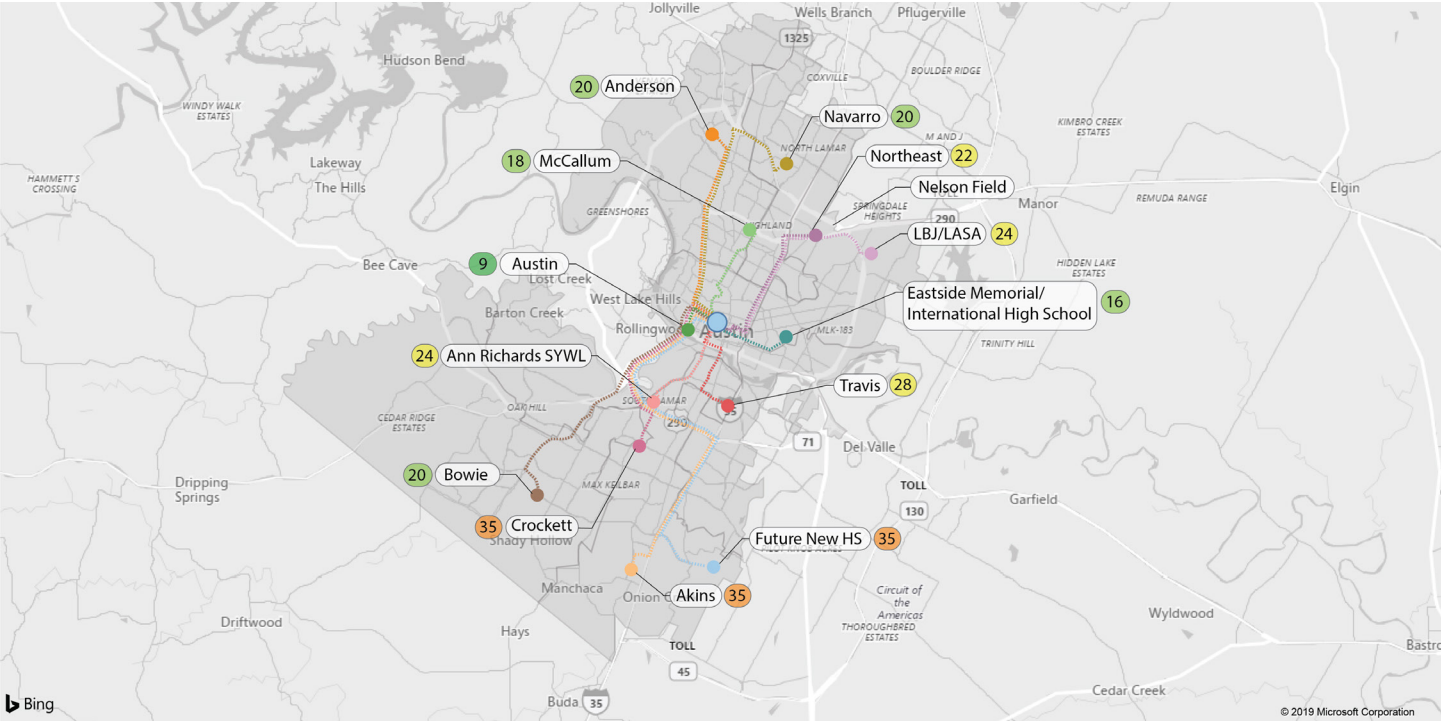 Jollyville
Wells Branch
Pflugerville
1325
Hudson Bend
COXVILLE
BOULDER RIDGE
20
Anderson
WINDY WALK
ESTATES
Navarro
20
KIMBRO CREEK
ESTATES
M AND J
NORTH LAMAR
18
McCallum
Northeast
22
Lakeway
The Hills
HAMMETT'S
CROSSING
Nelson Field
Elgin
REMUDA RANGE
Manor
GREENSHORES
SPRINGDALE
HEIGHTS
290
HIGHLAND
LBJ/LASA
24
Bee Cave
9
Austin
Lost Creek
HIDDEN LAKE
ESTATES
West Lake Hills
Eastside Memorial/
International High School
16
Barton Creek
Rollingwood
Austin
MLK-183
TRINITY HILL
24
Ann Richards SYWL
Travis
28
SOUTH LAMAR
OAK HILL
35
CEDAR RIDGE
ESTATES
290
71
Del Valle
20
Bowie
Dripping
Springs
MAX KEILBAR
TOLL
130
Garfield
35
Crockett
Shady Hollow
Future New HS
35
Manchaca
Onion
Akins
35
Circuit of
the
Americas
THOROUGHBRED
ESTATES
Wyldwood
Driftwood
Hays
TOLL
45
Bastro
Cedar Creek
Buda
35
Bing
© 2019 Microsoft Corporation